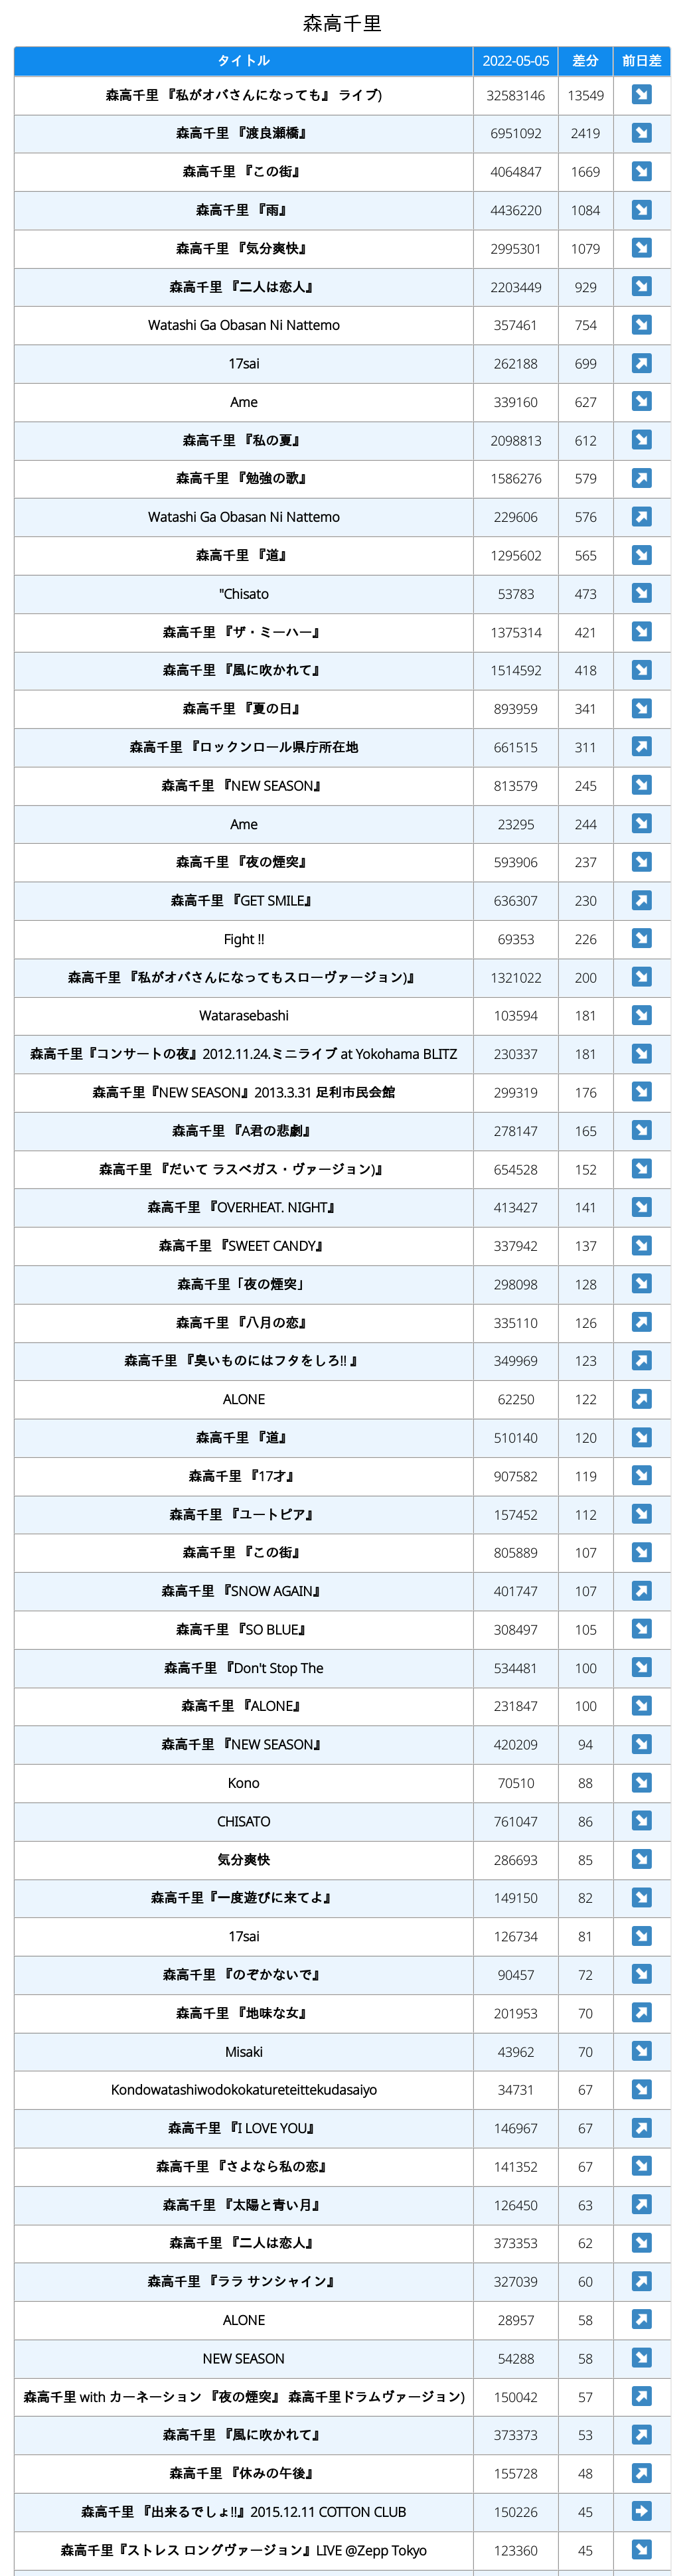 森高千里
タイトル 2022-05-05 差分 前日差
森高千里 『私がオバさんになっても』 ライブ) 32583146 13549 ↘
森高千里 『渡良瀬橋』 6951092 2419 ↘
森高千里 『この街』 4064847 1669 ↘
森高千里 『雨』 4436220 1084 ↘
森高千里 『気分爽快』 2995301 1079 ↘
森高千里 『二人は恋人』 2203449 929 ↘
Watashi Ga Obasan Ni Nattemo 357461 754 ↘
17sai 262188 699 ↗
Ame 339160 627 ↘
森高千里 『私の夏』 2098813 612 ↘
森高千里 『勉強の歌』 1586276 579 ↗
Watashi Ga Obasan Ni Nattemo 229606 576 ↗
森高千里 『道』 1295602 565 ↘
"Chisato 53783 473 ↘
森高千里 『ザ・ミーハー』 1375314 421 ↘
森高千里 『風に吹かれて』 1514592 418 ↘
森高千里 『夏の日』 893959 341 ↘
森高千里 『ロックンロール県庁所在地 661515 311 ↗
森高千里 『NEW SEASON』 813579 245 ↘
Ame 23295 244 ↘
森高千里 『夜の煙突』 593906 237 ↘
森高千里 『GET SMILE』 636307 230 ↗
Fight !! 69353 226 ↘
森高千里 『私がオバさんになってもスローヴァージョン)』 1321022 200 ↘
Watarasebashi 103594 181 ↘
森高千里『コンサートの夜』2012.11.24.ミニライブ at Yokohama BLITZ 230337 181 ↘
森高千里『NEW SEASON』2013.3.31 足利市民会館 299319 176 ↘
森高千里 『A君の悲劇』 278147 165 ↘
森高千里 『だいて ラスベガス・ヴァージョン)』 654528 152 ↘
森高千里 『OVERHEAT. NIGHT』 413427 141 ↘
森高千里 『SWEET CANDY』 337942 137 ↘
森高千里「夜の煙突」 298098 128 ↘
森高千里 『八月の恋』 335110 126 ↗
森高千里 『臭いものにはフタをしろ!! 』 349969 123 ↗
ALONE 62250 122 ↗
森高千里 『道』 510140 120 ↘
森高千里 『17才』 907582 119 ↘
森高千里 『ユートピア』 157452 112 ↘
森高千里 『この街』 805889 107 ↘
森高千里 『SNOW AGAIN』 401747 107 ↗
森高千里 『SO BLUE』 308497 105 ↘
森高千里 『Don't Stop The 534481 100 ↘
森高千里 『ALONE』 231847 100 ↘
森高千里 『NEW SEASON』 420209 94 ↘
Kono 70510 88 ↘
CHISATO 761047 86 ↘
気分爽快 286693 85 ↘
森高千里『一度遊びに来てよ』 149150 82 ↘
17sai 126734 81 ↘
森高千里 『のぞかないで』 90457 72 ↘
森高千里 『地味な女』 201953 70 ↗
Misaki 43962 70 ↘
Kondowatashiwodokokatureteittekudasaiyo 34731 67 ↘
森高千里 『I LOVE YOU』 146967 67 ↗
森高千里 『さよなら私の恋』 141352 67 ↘
森高千里 『太陽と青い月』 126450 63 ↗
森高千里 『二人は恋人』 373353 62 ↘
森高千里 『ララ サンシャイン』 327039 60 ↗
ALONE 28957 58 ↗
NEW SEASON 54288 58 ↘
森高千里 with カーネーション 『夜の煙突』 森高千里ドラムヴァージョン) 150042 57 ↗
森高千里 『風に吹かれて』 373373 53 ↗
森高千里 『休みの午後』 155728 48 ↗
森高千里 『出来るでしょ!!』2015.12.11 COTTON CLUB 150226 45 →
森高千里『ストレス ロングヴァージョン』LIVE @Zepp Tokyo 123360 45 ↘